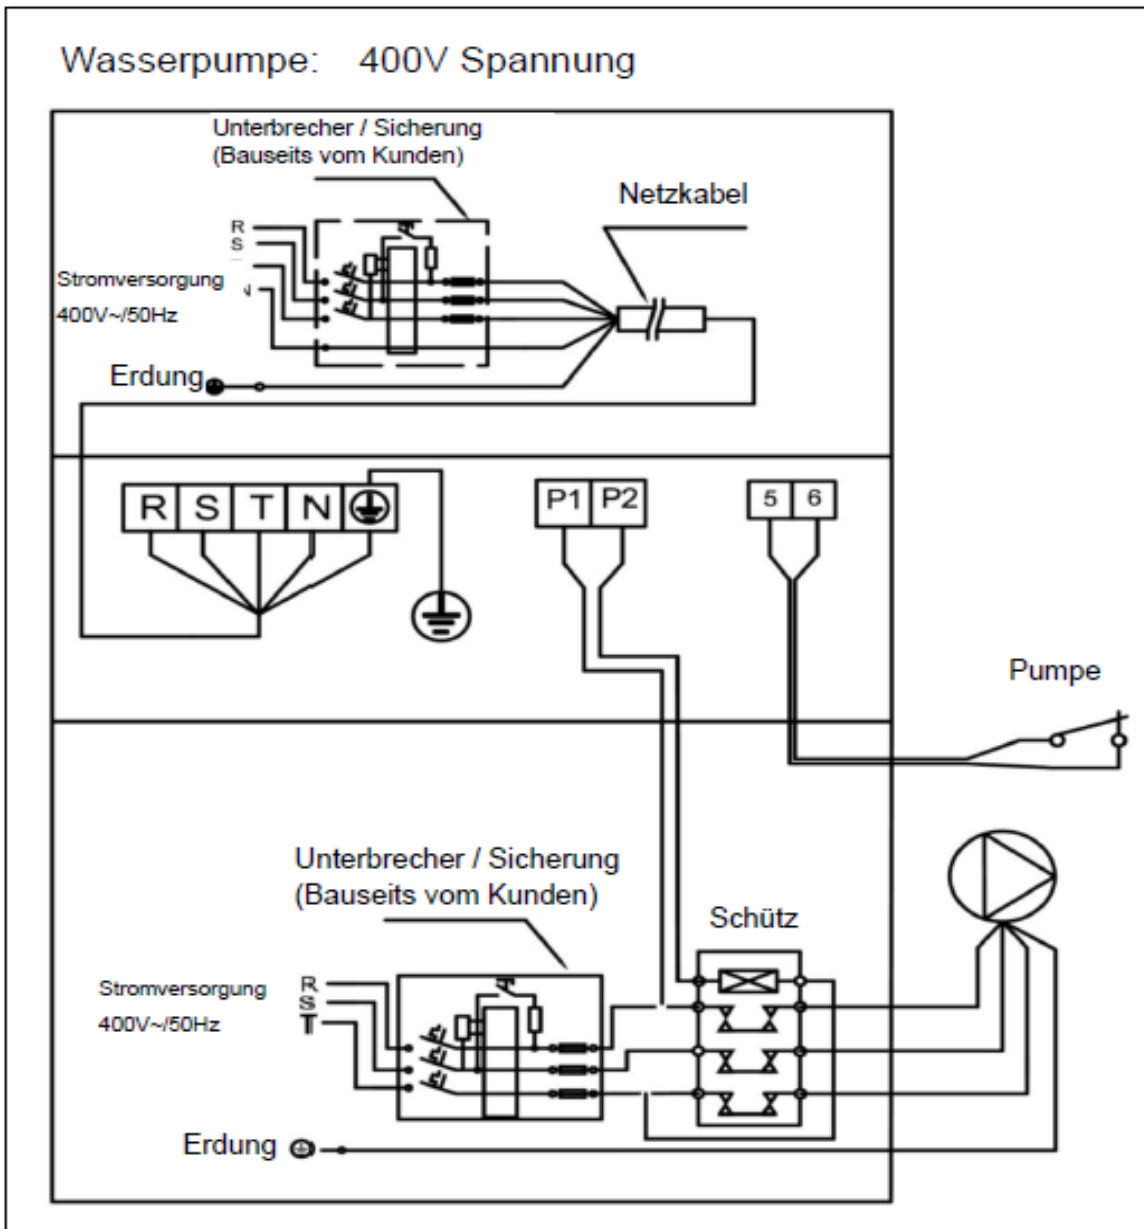 Wasserpumpe: 400V Spannung
Unterbrecher / Sicherung
(Bauseits vom Kunden)
Netzkabel
R
S
Stromversorgung
400V~/50Hz
Erdung
R S T N
P1 P2
5 6
Pumpe
Unterbrecher / Sicherung
(Bauseits vom Kunden)
Schütz
Stromversorgung
400V~/50Hz
R
S
T
Erdung